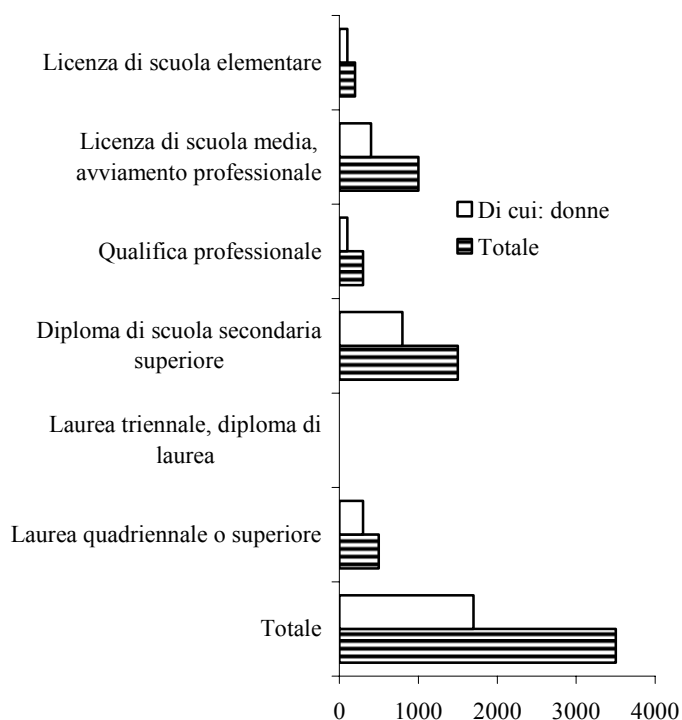 Licenza di scuola elementare
Licenza di scuola media,
avviamento professionale
Di cui: donne
Totale
Qualifica professionale
Diploma di scuola secondaria
superiore
Laurea triennale, diploma di
laurea
Laurea quadriennale o superiore
Totale
0 1000 2000 3000 4000